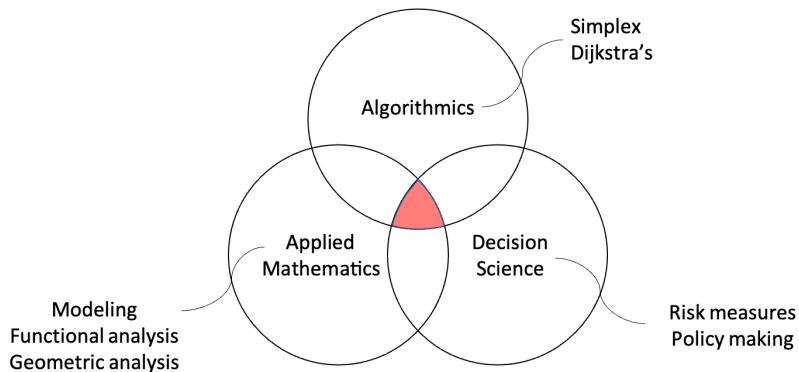 Simplex
Dijkstra's
Algorithmics
Applied
Mathematics
Decision
Science
Modeling
Functional analysis
Geometric analysis
Risk measures
Policy making